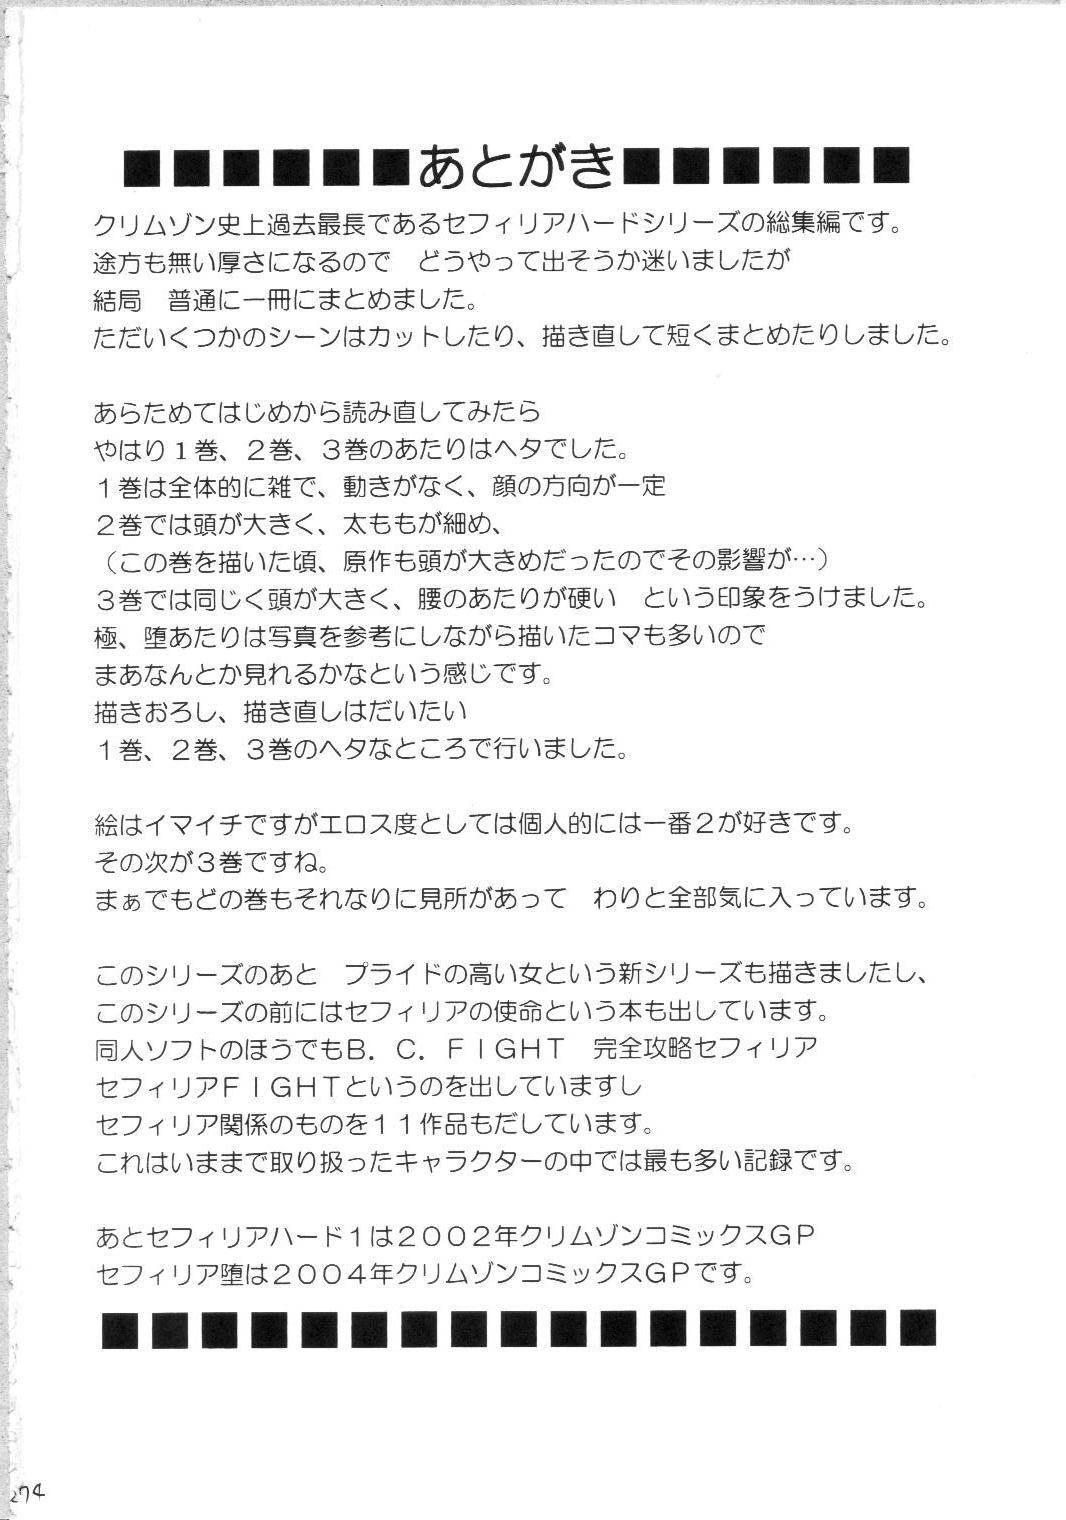 ■■■■■■あとがき■■■■■■
クリムゾン史上過去最長であるセフィリアハードシリーズの総集編です。
途方も無い厚さになるので　どうやって出そうか迷いましたが
結局　普通に一冊にまとめました。
ただいくつかのシーンはカットしたり、描き直して短くまとめたりしました。
あらためてはじめから読み直してみたら
やはり１巻、２巻、３巻のあたりはヘタでした。
１巻は全体的に雑で、動きがなく、顔の方向が一定
２巻では頭が大きく、太ももが細め、
（この巻を描いた頃、原作も頭が大きめだったのでその影響が…）
３巻では同じく頭が大きく、腰のあたりが硬い　という印象をうけました。
極、堕あたりは写真を参考にしながら描いたコマも多いので
まあなんとか見れるかなという感じです。
描きおろし、描き直しはだいたい
１巻、２巻、３巻のヘタなところで行いました。
絵はイマイチですがエロス度としては個人的には一番２が好きです。
その次が３巻ですね。
まぁでもどの巻もそれなりに見所があって　わりと全部気に入っています。
このシリーズのあと　プライドの高い女という新シリーズも描きましたし、
このシリーズの前にはセフィリアの使命という本も出しています。
同人ソフトのほうでもＢ．Ｃ．ＦＩＧＨＴ　完全攻略セフィリア
セフィリアＦＩＧＨＴというのを出していますし
セフィリア関係のものを１１作品もだしています。
これはいままで取り扱ったキャラクターの中では最も多い記録です。
あとセフィリアハード１は２００２年クリムゾンコミックスＧＰ
セフィリア堕は２００４年クリムゾンコミックスＧＰです。
■■■■■■■■■■■■■■■■■
274